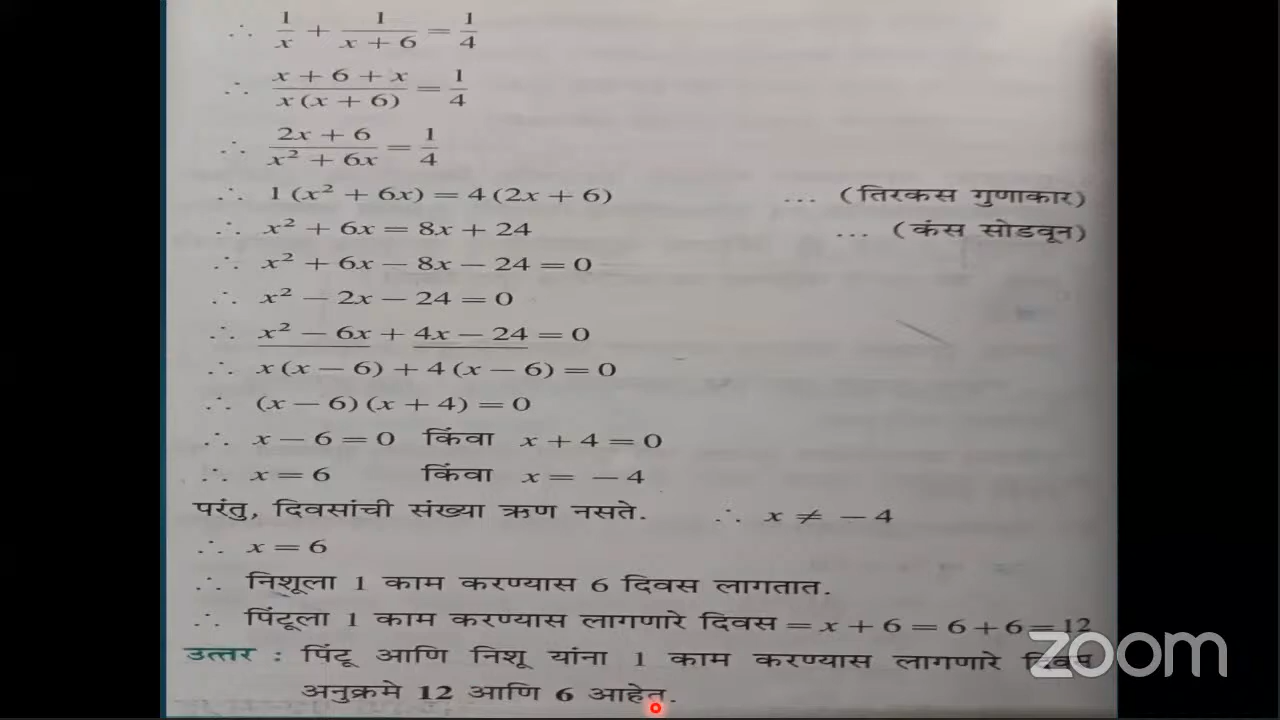 ∴ 1/x + 1/(x + 6) = 1/4
∴ (x + 6 + x)/(x (x + 6)) = 1/4
∴ (2x + 6)/(x² + 6x) = 1/4
∴ 1 (x² + 6x) = 4 (2x + 6) ... (तिरकस गुणाकार)
∴ x² + 6x = 8x + 24 ... (कंस सोडवून)
∴ x² + 6x − 8x − 24 = 0
∴ x² − 2x − 24 = 0
∴ x² − 6x + 4x − 24 = 0
∴ x (x − 6) + 4 (x − 6) = 0
∴ (x − 6) (x + 4) = 0
∴ x − 6 = 0 किंवा x + 4 = 0
∴ x = 6 किंवा x = − 4
परंतु, दिवसांची संख्या ऋण नसते. ∴ x ≠ − 4
∴ x = 6
∴ निशूला 1 काम करण्यास 6 दिवस लागतात.
∴ पिंटूला 1 काम करण्यास लागणारे दिवस = x + 6 = 6 + 6 = 12
उत्तर : पिंटू आणि निशू यांना 1 काम करण्यास लागणारे दिवस
अनुक्रमे 12 आणि 6 आहेत.
zoom